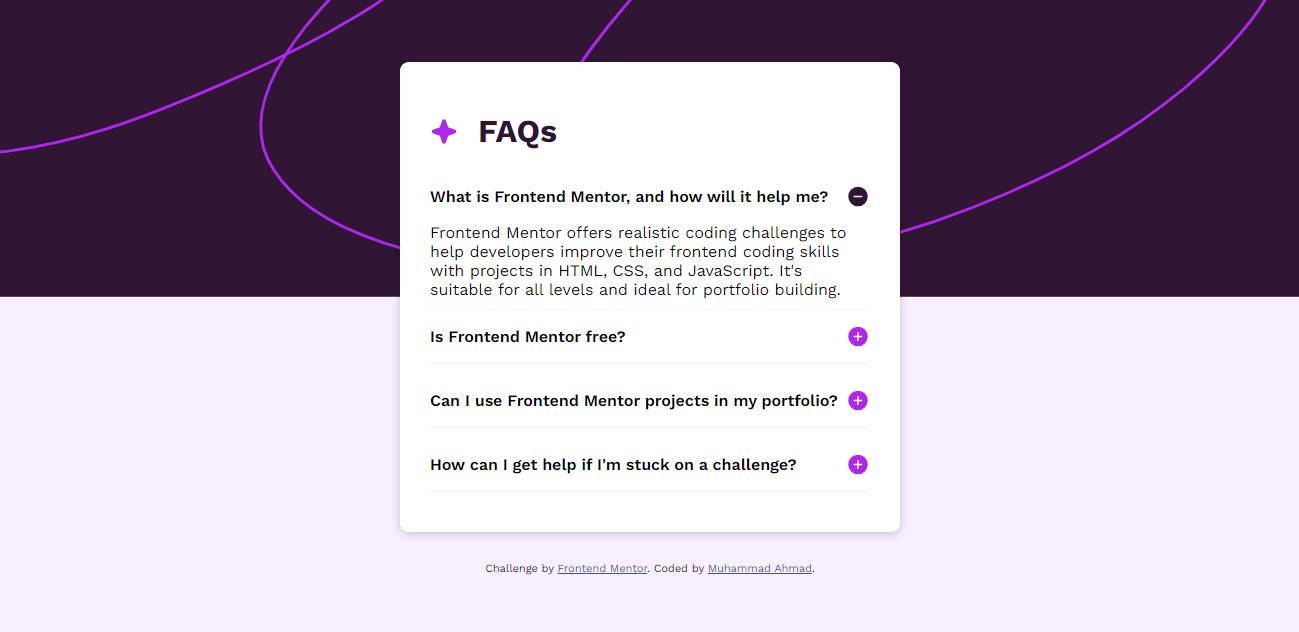 FAQs
What is Frontend Mentor, and how will it help me?
Frontend Mentor offers realistic coding challenges to
help developers improve their frontend coding skills
with projects in HTML, CSS, and JavaScript. It's
suitable for all levels and ideal for portfolio building.
Is Frontend Mentor free?
Can I use Frontend Mentor projects in my portfolio?
How can I get help if I'm stuck on a challenge?
Challenge by Frontend Mentor. Coded by Muhammad Ahmad.